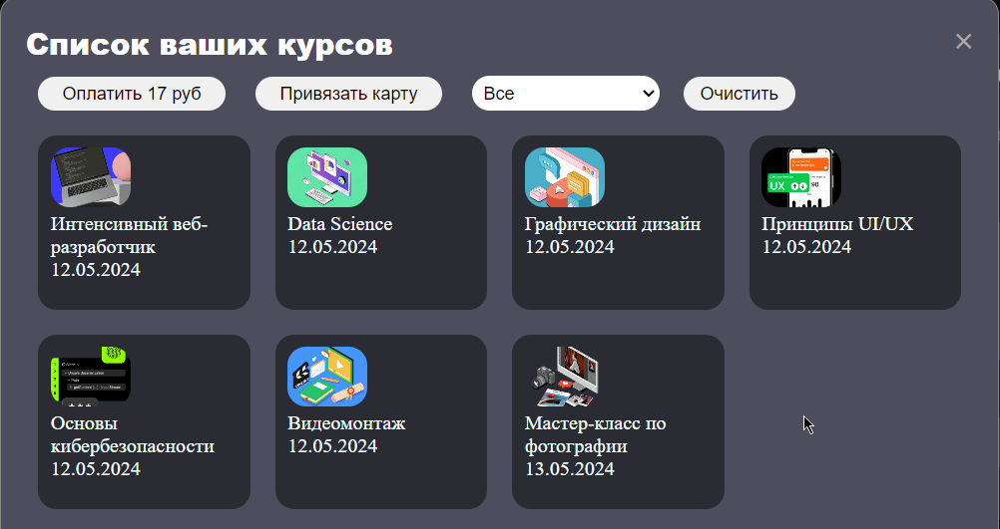 Список ваших курсов
×
Оплатить 17 руб
Привязать карту
Все
Очистить
Интенсивный веб-
разработчик
12.05.2024
Data Science
12.05.2024
Графический дизайн
12.05.2024
UX
90
Принципы UI/UX
12.05.2024
Основы
кибербезопасности
12.05.2024
Видеомонтаж
12.05.2024
Мастер-класс по
фотографии
13.05.2024